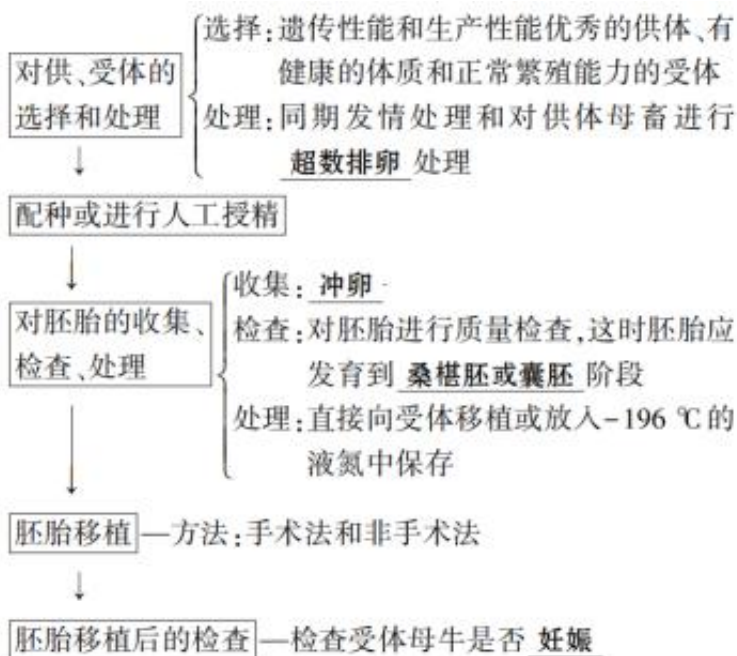 对供、受体的
选择和处理
选择:遗传性能和生产性能优秀的供体、有
健康的体质和正常繁殖能力的受体
处理:同期发情处理和对供体母畜进行
超数排卵 处理
↓
配种或进行人工授精
↓
对胚胎的收集、
检查、处理
收集:冲卵
检查:对胚胎进行质量检查,这时胚胎应
发育到 桑椹胚或囊胚 阶段
处理:直接向受体移植或放入-196 ℃的
液氮中保存
↓
胚胎移植—方法:手术法和非手术法
↓
胚胎移植后的检查—检查受体母牛是否 妊娠